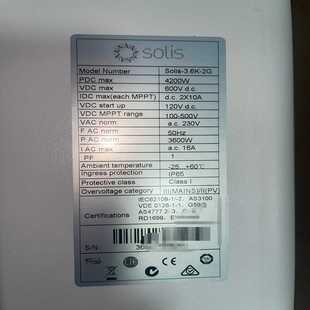 solis
Model Number Solis-3.6K-2G
PDC max 4200W
VDC max 600V d.c
IDC max(each MPPT) d.c. 2X10A
VDC start up 120V d.c
VDC MPPT range 100-500V
VAC norm a.c. 230V
F AC norm 50Hz
P AC norm 3600W
I AC max a.c. 16A
PF 1
Ambient temperature -25...+60℃
Ingress protection IP65
Protective class Class I
Overvoltage category III(MAINS)/II(PV)
Certifications IEC62109-1/-2, AS3100
VDE 0126-1-1, G59/3
AS4777.2-3,
RD1699,
S/N: